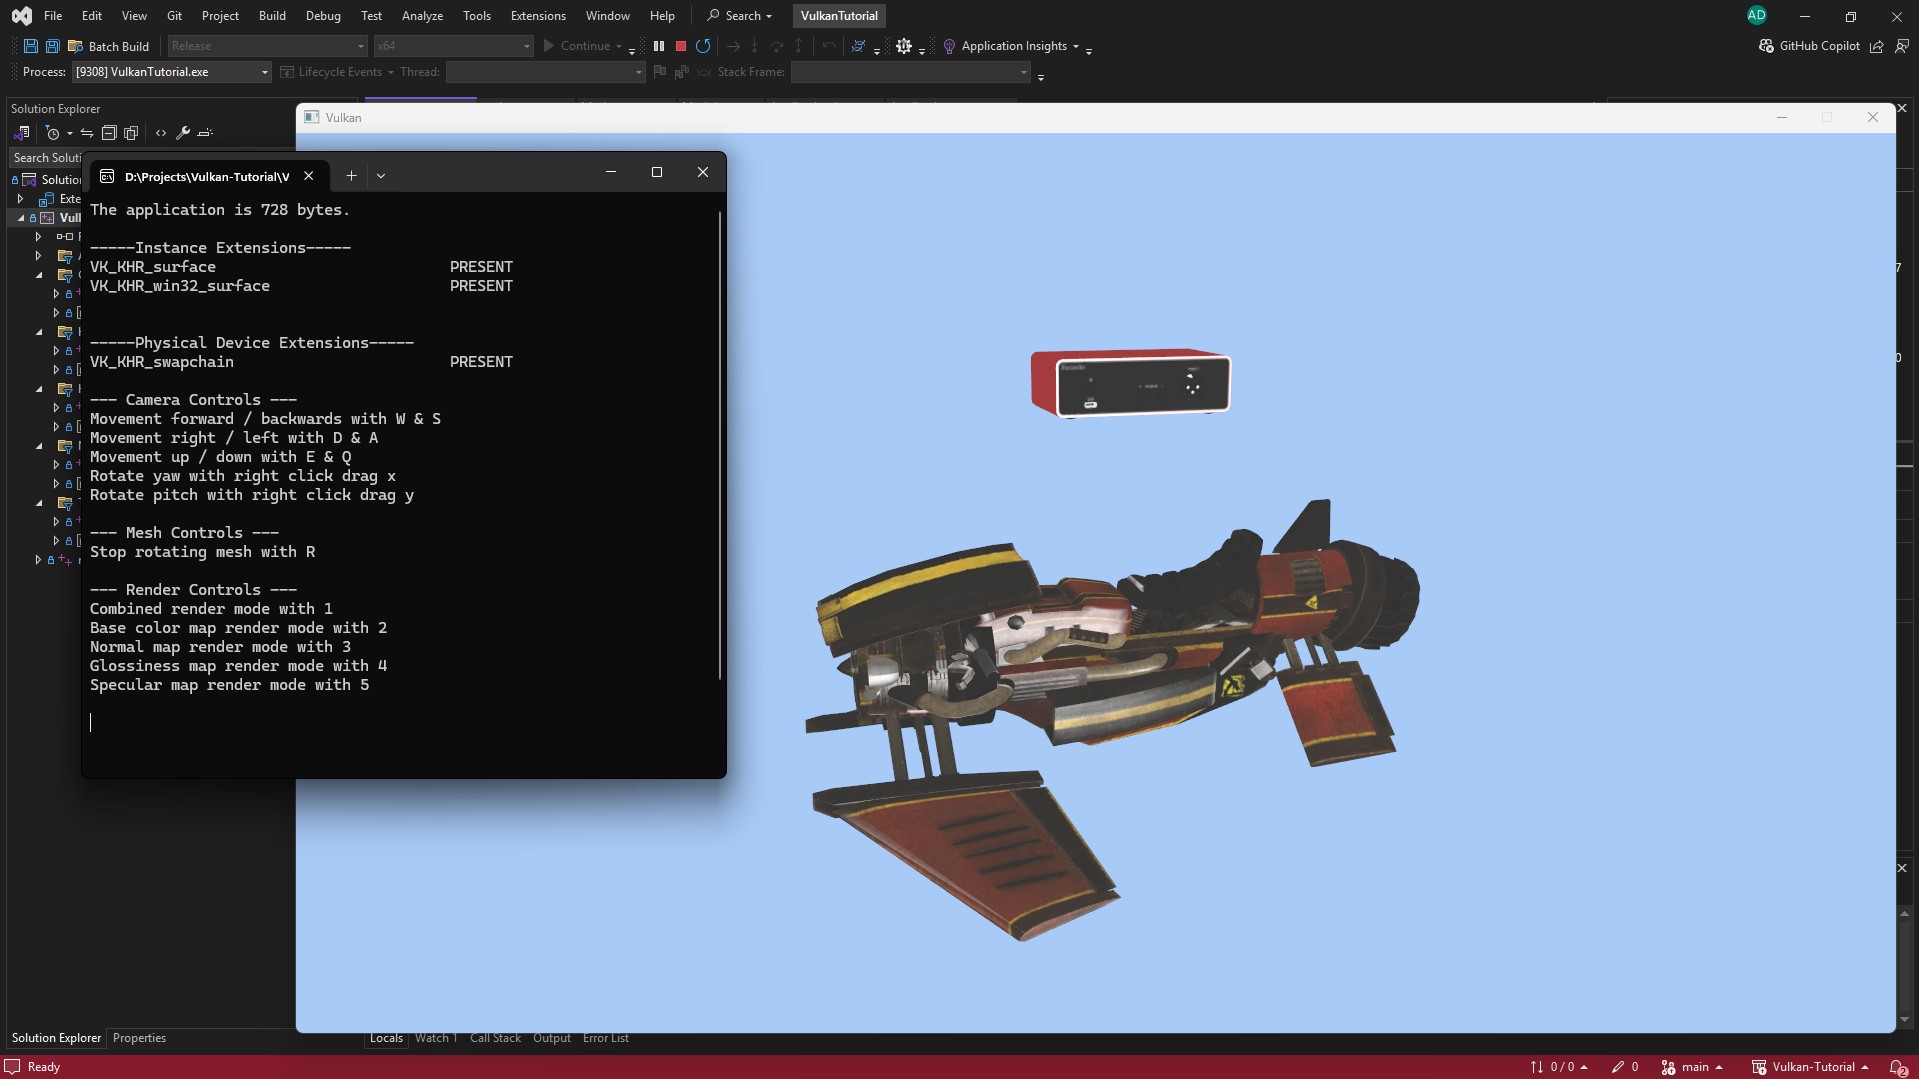 File Edit View Git Project Build Debug Test Analyze Tools Extensions Window Help Search VulkanTutorial AD
Batch Build Release x64 Continue Application Insights GitHub Copilot
Process: [9308] VulkanTutorial.exe Lifecycle Events Thread: Stack Frame:
Solution Explorer
Vulkan
Search Solut
D:\Projects\Vulkan-Tutorial\V
Solution
Exte
Vull
The application is 728 bytes.
-----Instance Extensions-----
VK_KHR_surface PRESENT
VK_KHR_win32_surface PRESENT
-----Physical Device Extensions-----
VK_KHR_swapchain PRESENT
--- Camera Controls ---
Movement forward / backwards with W & S
Movement right / left with D & A
Movement up / down with E & Q
Rotate yaw with right click drag x
Rotate pitch with right click drag y
--- Mesh Controls ---
Stop rotating mesh with R
--- Render Controls ---
Combined render mode with 1
Base color map render mode with 2
Normal map render mode with 3
Glossiness map render mode with 4
Specular map render mode with 5
Solution Explorer Properties Locals Watch 1 Call Stack Output Error List
Ready 0 / 0 0 main Vulkan-Tutorial 2